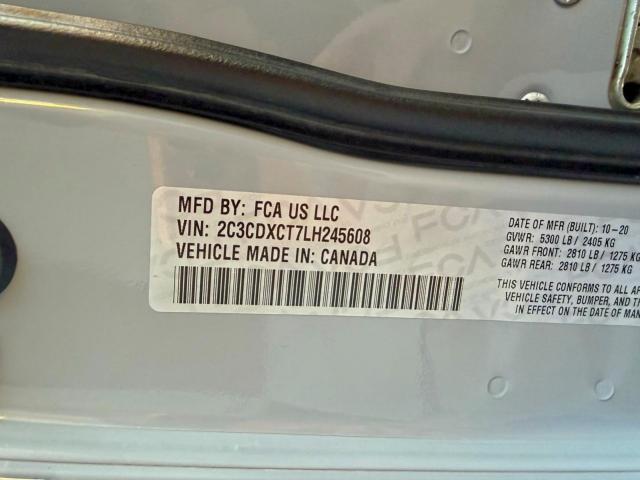 MFD BY: FCA US LLC
VIN: 2C3CDXCT7LH245608
VEHICLE MADE IN: CANADA
DATE OF MFR (BUILT): 10-20
GVWR: 5300 LB / 2405 KG
GAWR FRONT: 2810 LB / 1275 KG
GAWR REAR: 2810 LB / 1275 KG
THIS VEHICLE CONFORMS TO ALL AP
VEHICLE SAFETY, BUMPER, AND TH
IN EFFECT ON THE DATE OF MAN